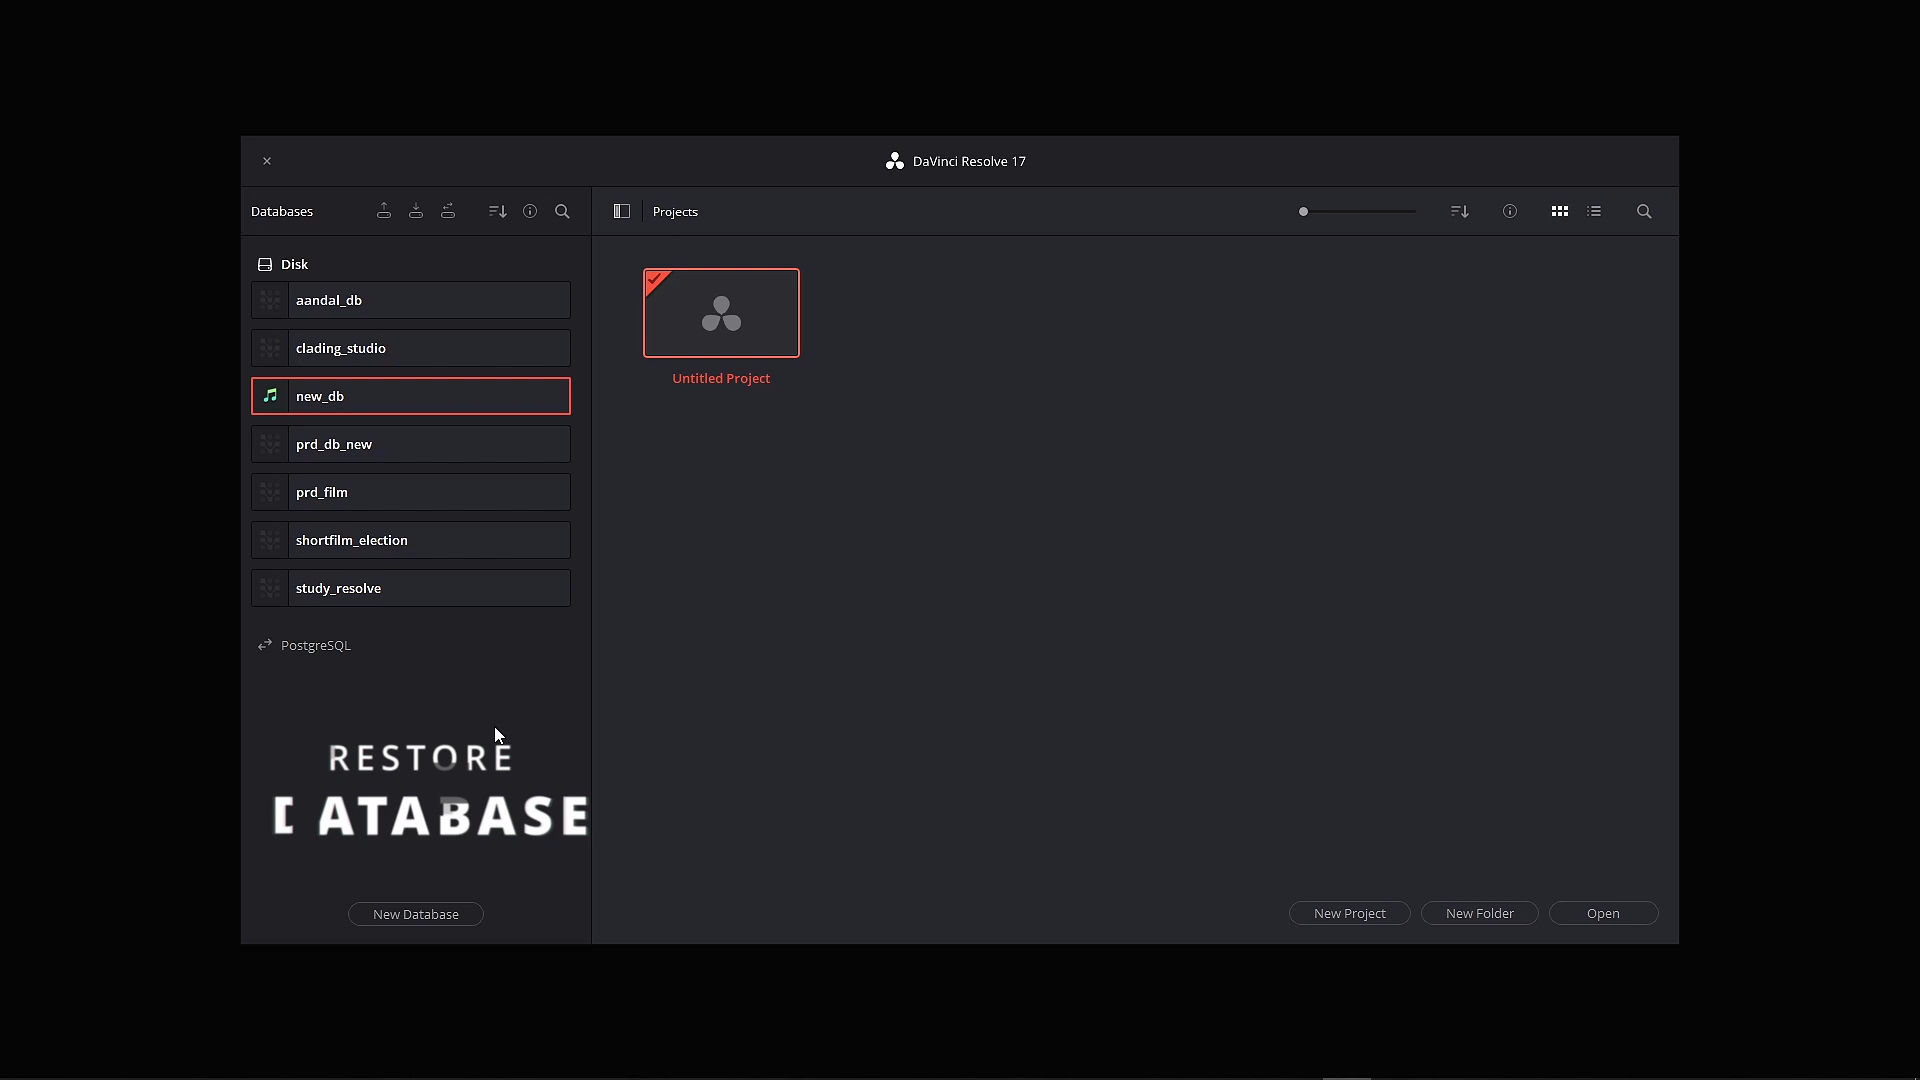 DaVinci Resolve 17
Databases
Projects
Disk
aandal_db
clading_studio
new_db
prd_db_new
prd_film
shortfilm_election
study_resolve
PostgreSQL
Untitled Project
RESTORE
DATABASE
New Database
New Project
New Folder
Open